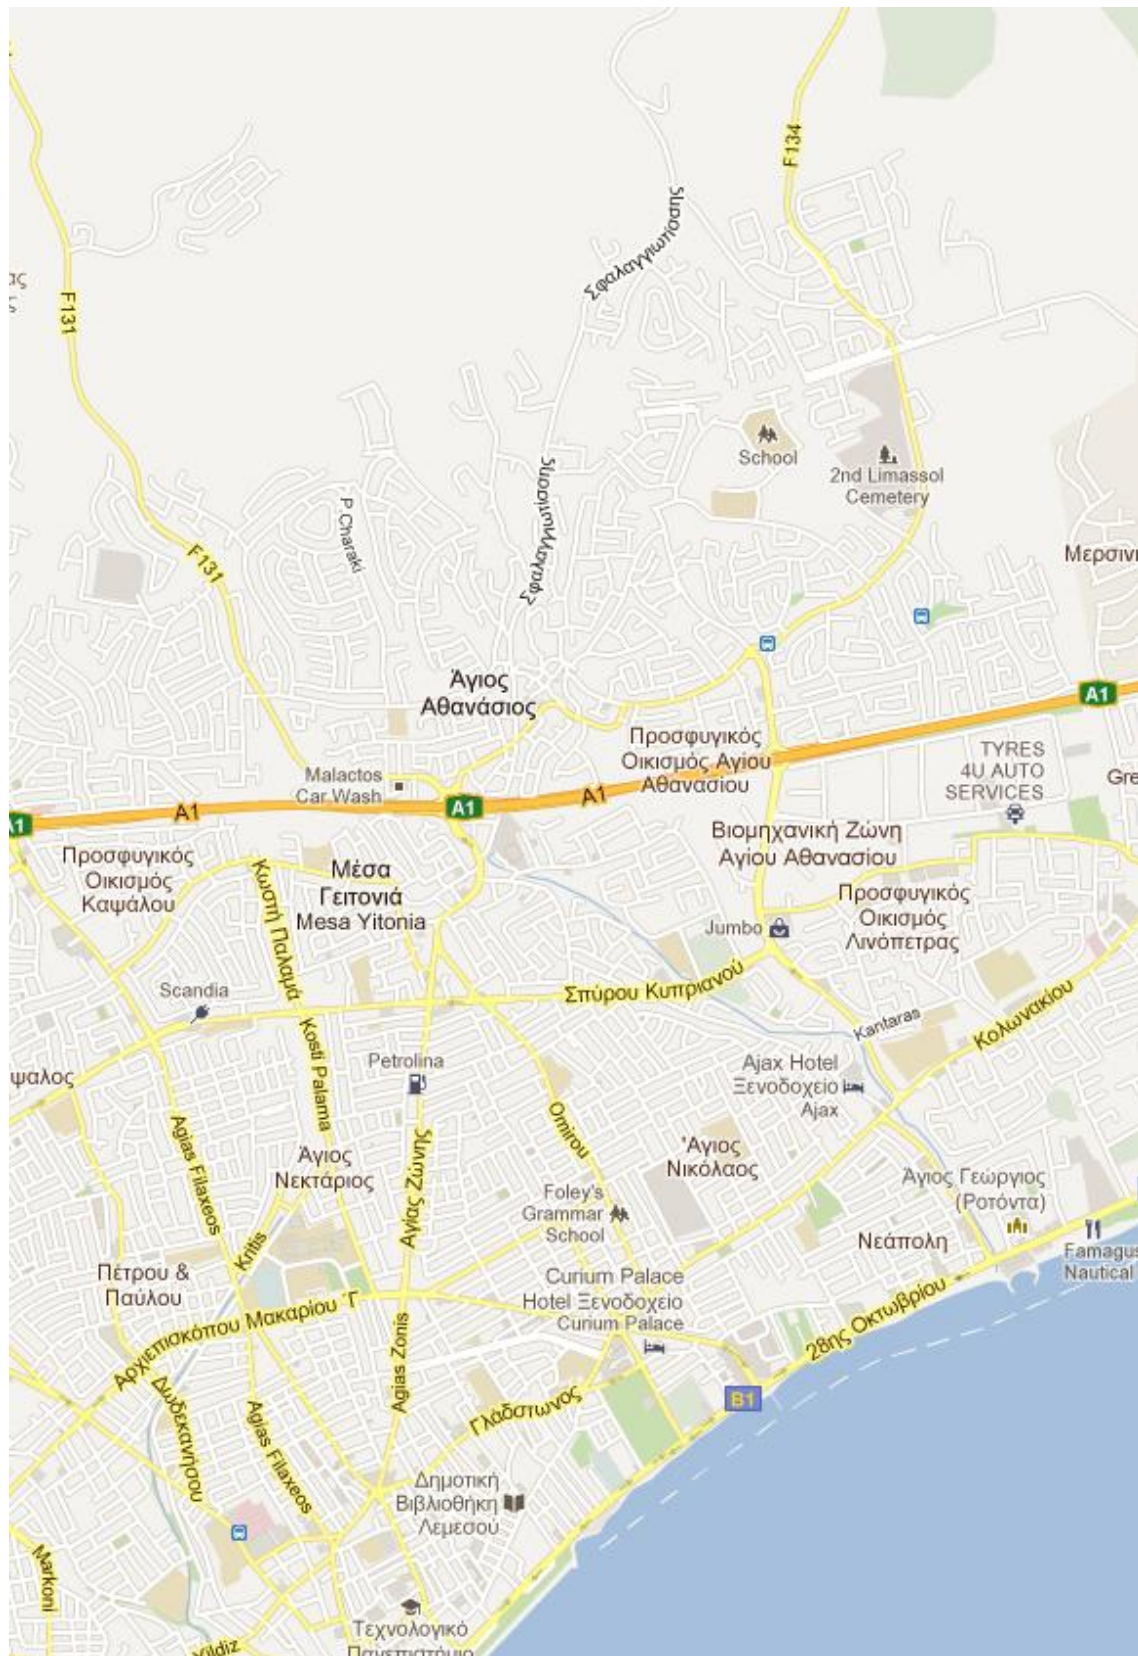 F134
Σφαλαγγιωτίσσης
F131
School
2nd Limassol
Cemetery
Σφαλαγγιωτίσσης
P.Charaki
F131
Άγιος
Αθανάσιος
A1
Προσφυγικός
Οικισμός Αγίου
Αθανασίου
TYRES
4U AUTO
SERVICES
Malactos
Car Wash
A1
A1
A1
A1
Προσφυγικός
Οικισμός
Καψάλου
Κωστή Παλαμά
Μέσα
Γειτονιά
Mesa Yitonia
Βιομηχανική Ζώνη
Αγίου Αθανασίου
Προσφυγικός
Οικισμός
Λινόπετρας
Jumbo
Scandia
Σπύρου Κυπριανού
Kantaras
Κολωνακίου
Kosti Palama
Petrolina
Ajax Hotel
Ξενοδοχείο
Ajax
Agias Filaxeos
Omirou
Άγιος
Νεκτάριος
Αγίας Ζώνης
'Αγιος
Νικόλαος
Άγιος Γεώργιος
(Ροτόντα)
Foley's
Grammar
School
Kritis
Νεάπολη
Nautical
Πέτρου &
Παύλου
Curium Palace
Hotel Ξενοδοχείο
Curium Palace
Αρχιεπισκόπου Μακαρίου 'Γ
28ης Οκτωβρίου
Agias Zonis
B1
Δωδεκανήσου
Agias Filaxeos
Γλάδστωνος
Δημοτική
Βιβλιοθήκη
Λεμεσού
Markoni
Τεχνολογικό
Πανεπιστήμιο
Yildiz